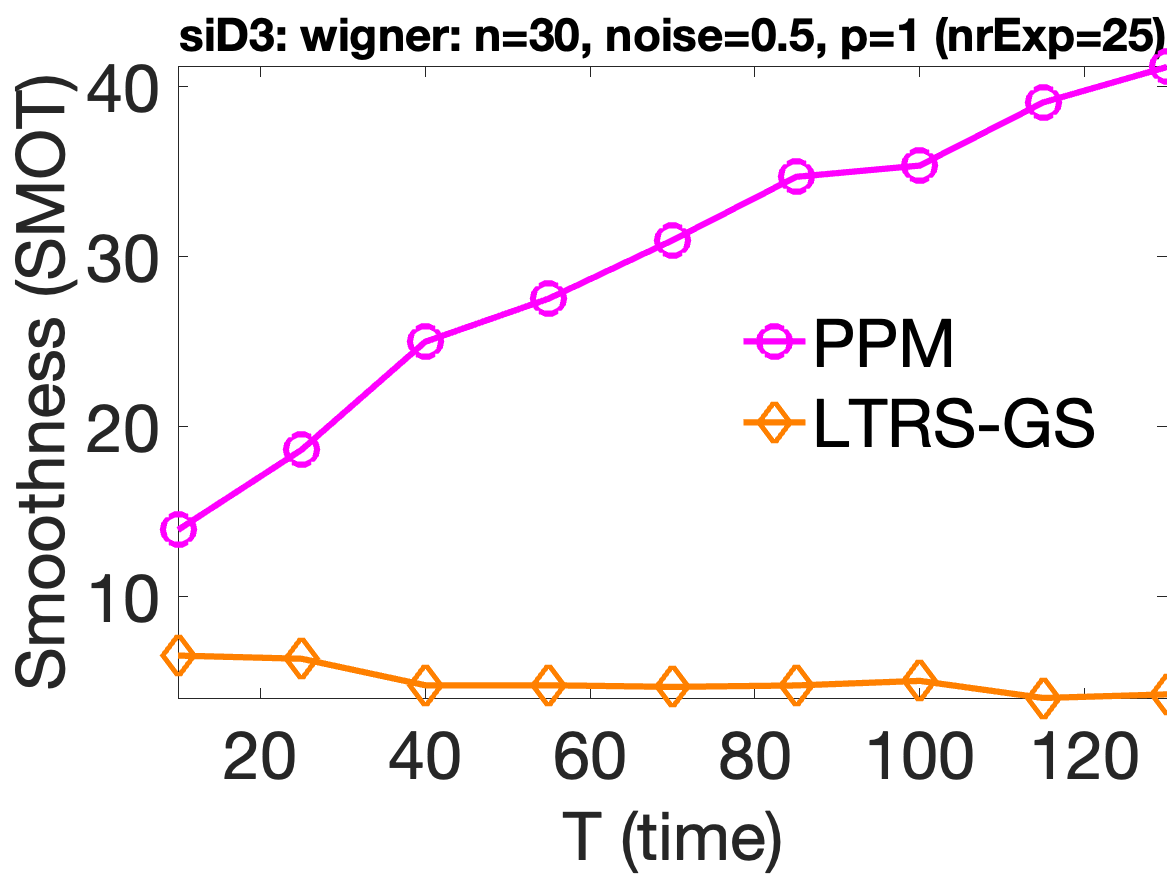 siD3: wigner: n=30, noise=0.5, p=1 (nrExp=25)
Smoothness (SMOT)
40
30
20
10
PPM
LTRS-GS
20 40 60 80 100 120
T (time)